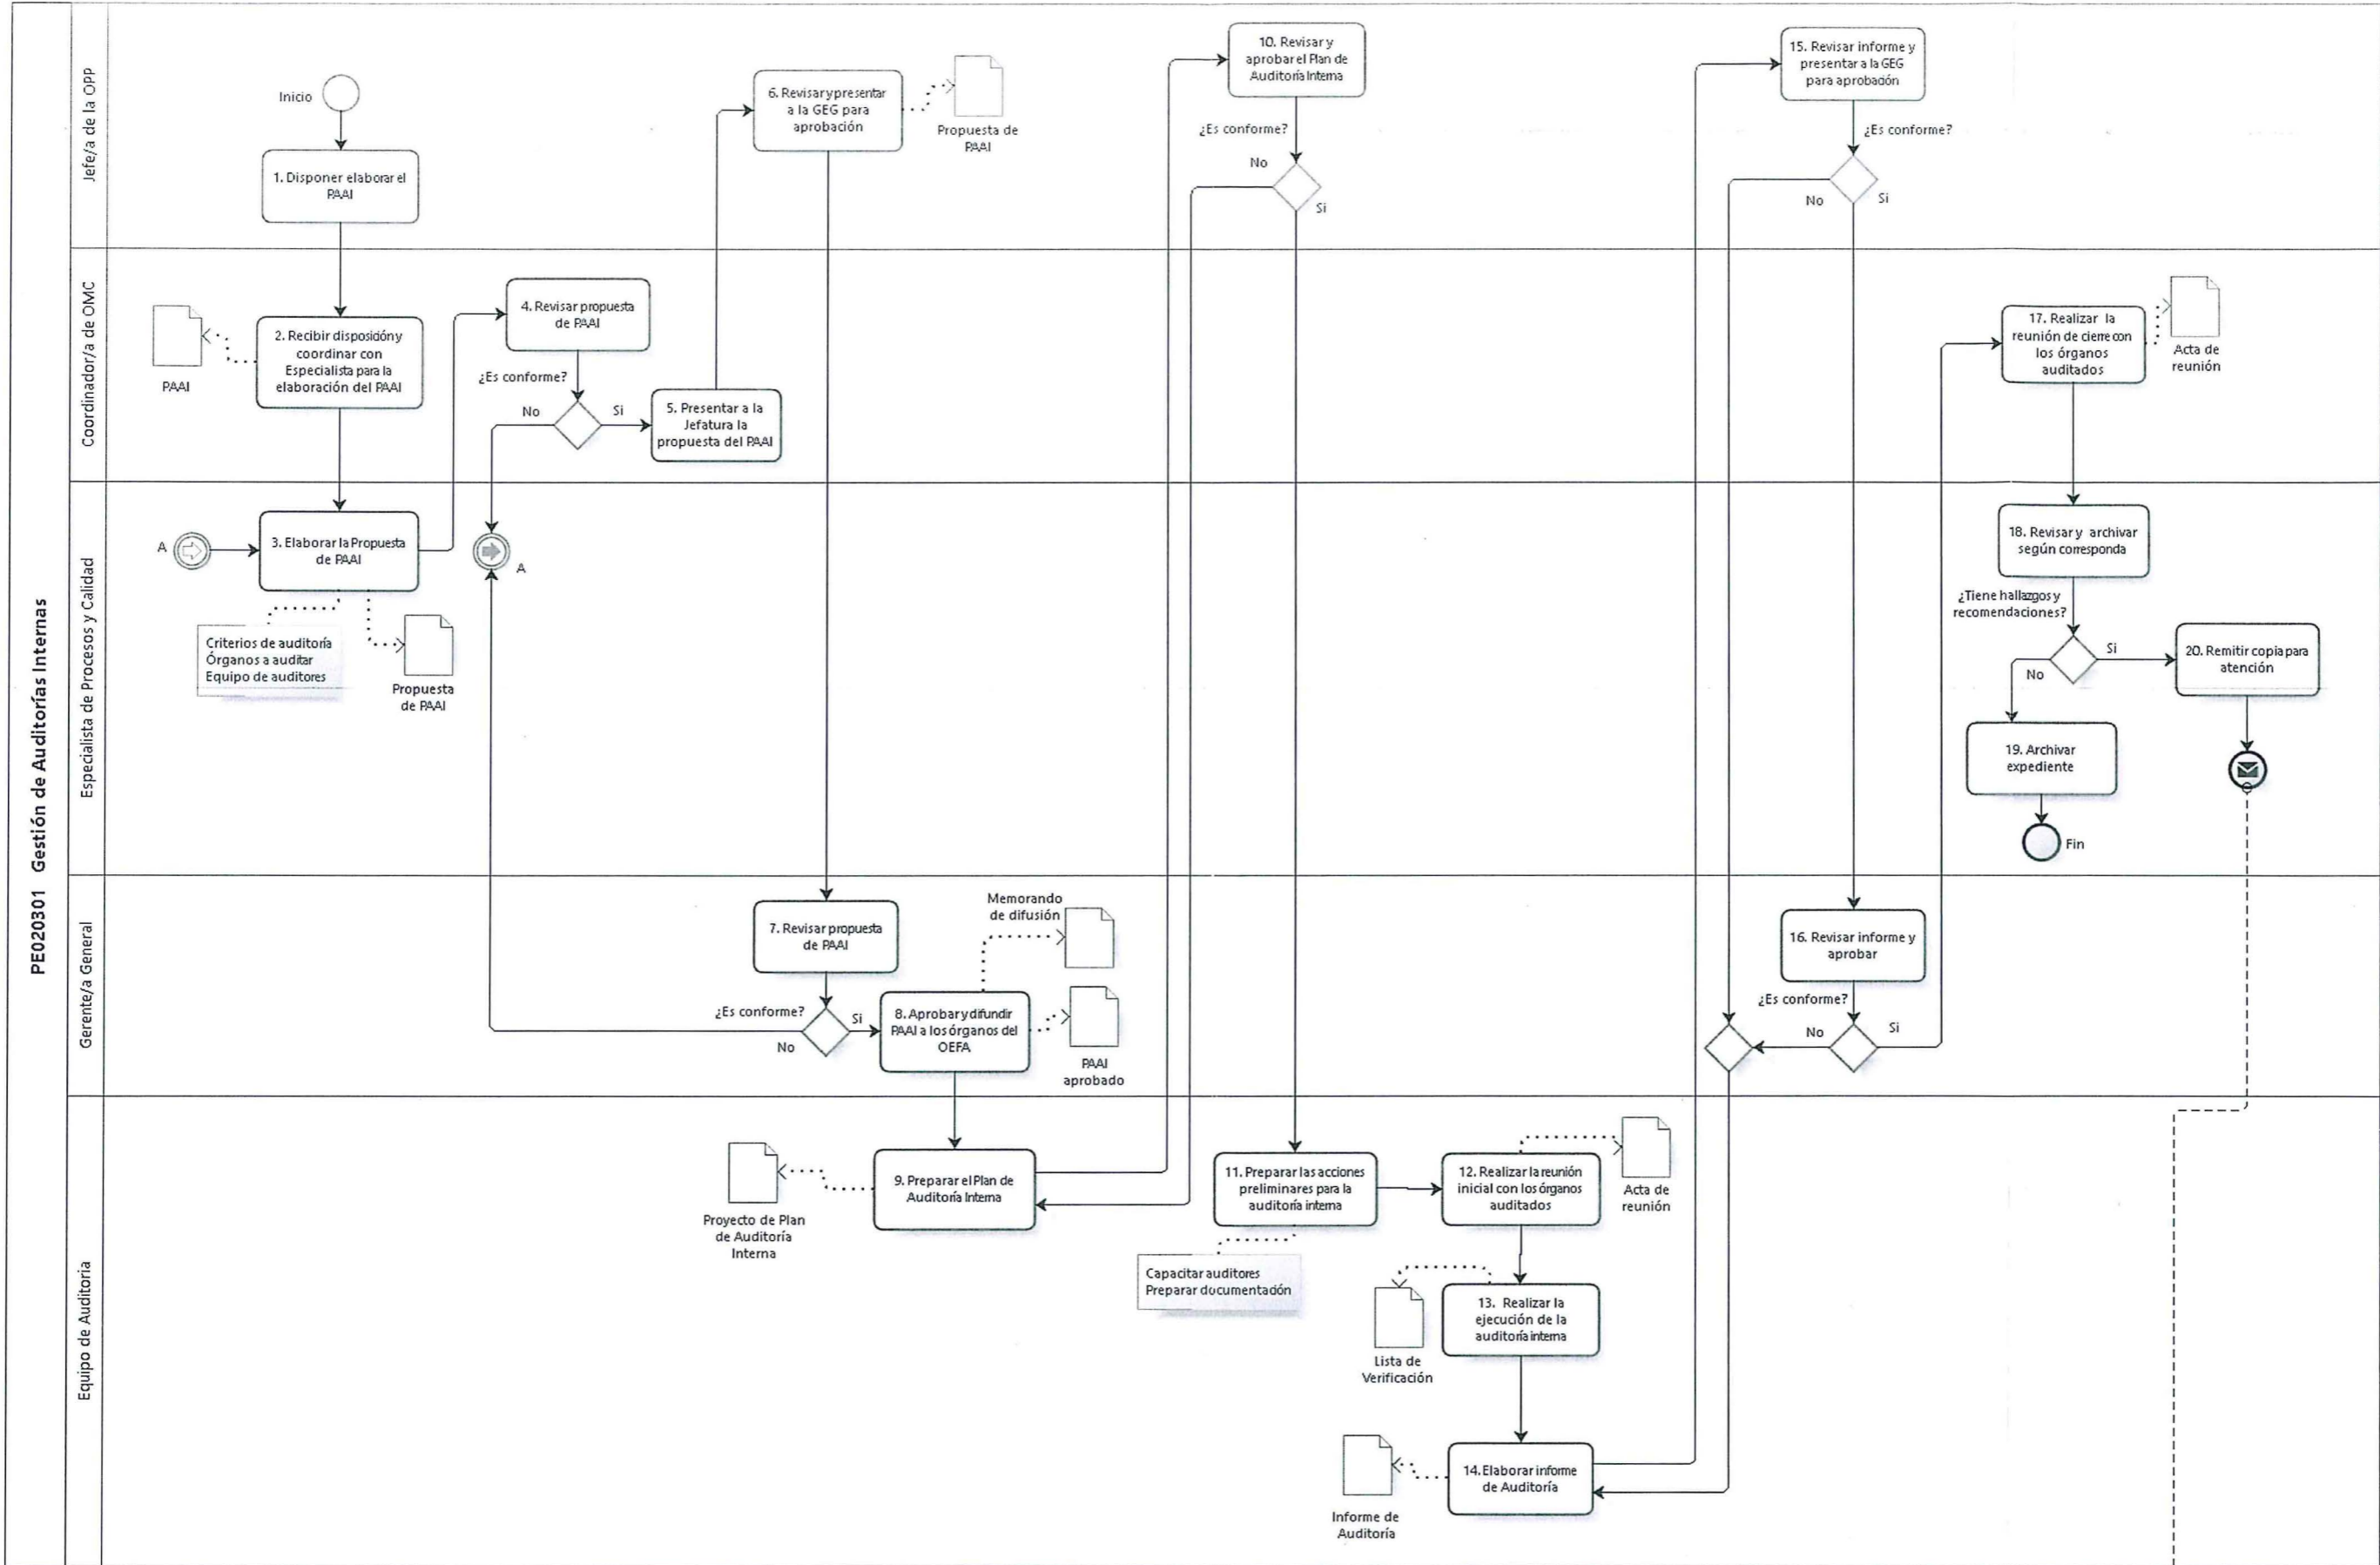 PE020301 Gestión de Auditorías Internas
Jefe/a de la OPP
Inicio
1. Disponer elaborar el
PAAI
6. Revisar y presentar
a la GEG para
aprobación
Propuesta de
PAAI
10. Revisar y
aprobar el Plan de
Auditoría Interna
¿Es conforme?
No
Si
15. Revisar informe y
presentar a la GEG
para aprobación
¿Es conforme?
No
Si
Coordinador/a de OMC
PAAI
2. Recibir disposición y
coordinar con
Especialista para la
elaboración del PAAI
4. Revisar propuesta
de PAAI
¿Es conforme?
No
Si
5. Presentar a la
Jefatura la
propuesta del PAAI
17. Realizar la
reunión de cierre con
los órganos
auditados
Acta de
reunión
Especialista de Procesos y Calidad
A
3. Elaborar la Propuesta
de PAAI
A
Criterios de auditoría
Órganos a auditar
Equipo de auditores
Propuesta
de PAAI
18. Revisar y archivar
según corresponda
¿Tiene hallazgos y
recomendaciones?
Si
No
20. Remitir copia para
atención
19. Archivar
expediente
Fin
Gerente/a General
7. Revisar propuesta
de PAAI
¿Es conforme?
Si
No
8. Aprobar y difundir
PAAI a los órganos del
OEFA
Memorando
de difusión
PAAI
aprobado
16. Revisar informe y
aprobar
¿Es conforme?
No
Si
Equipo de Auditoria
9. Preparar el Plan de
Auditoría Interna
Proyecto de Plan
de Auditoría
Interna
11. Preparar las acciones
preliminares para la
auditoría interna
Capacitar auditores
Preparar documentación
12. Realizar la reunión
inicial con los órganos
auditados
Acta de
reunión
13. Realizar la
ejecución de la
auditoría interna
Lista de
Verificación
14. Elaborar informe
de Auditoría
Informe de
Auditoría